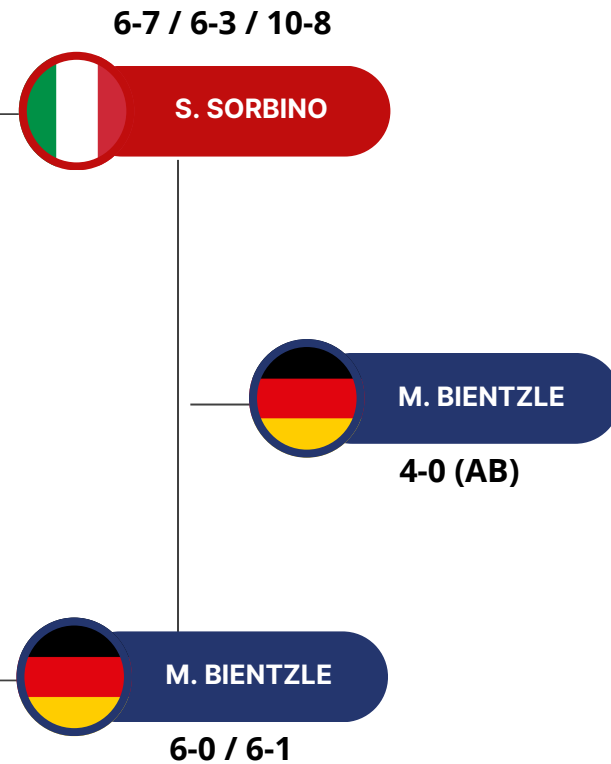 6-7 / 6-3 / 10-8
S. SORBINO
M. BIENTZLE
4-0 (AB)
M. BIENTZLE
6-0 / 6-1